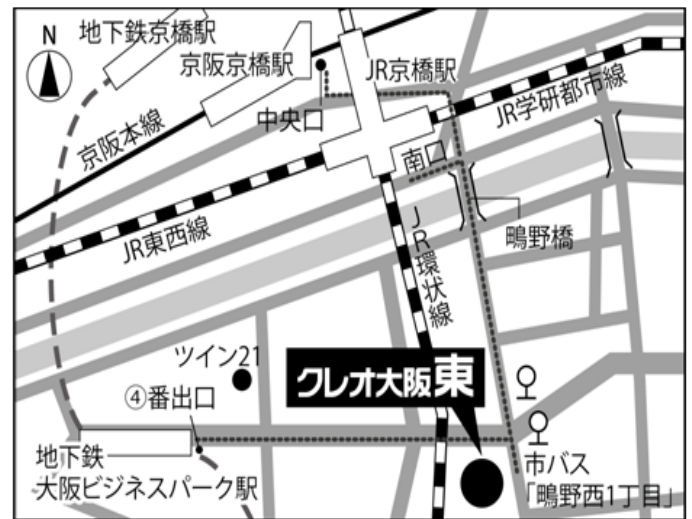 N
地下鉄京橋駅
京阪京橋駅
JR京橋駅
中央口
JR学研都市線
京阪本線
南口
JR東西線
JR環状線
鴫野橋
ツイン21
クレオ大阪東
④番出口
地下鉄
大阪ビジネスパーク駅
市バス
「鴫野西1丁目」